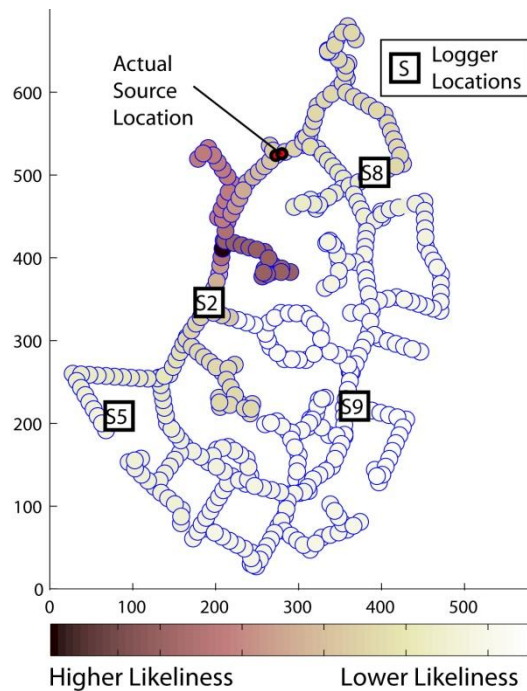 Actual
Source
Location
S Logger
Locations
600
500
400
300
200
100
0
S8
S2
S5
S9
0 100 200 300 400 500
Higher Likeliness Lower Likeliness